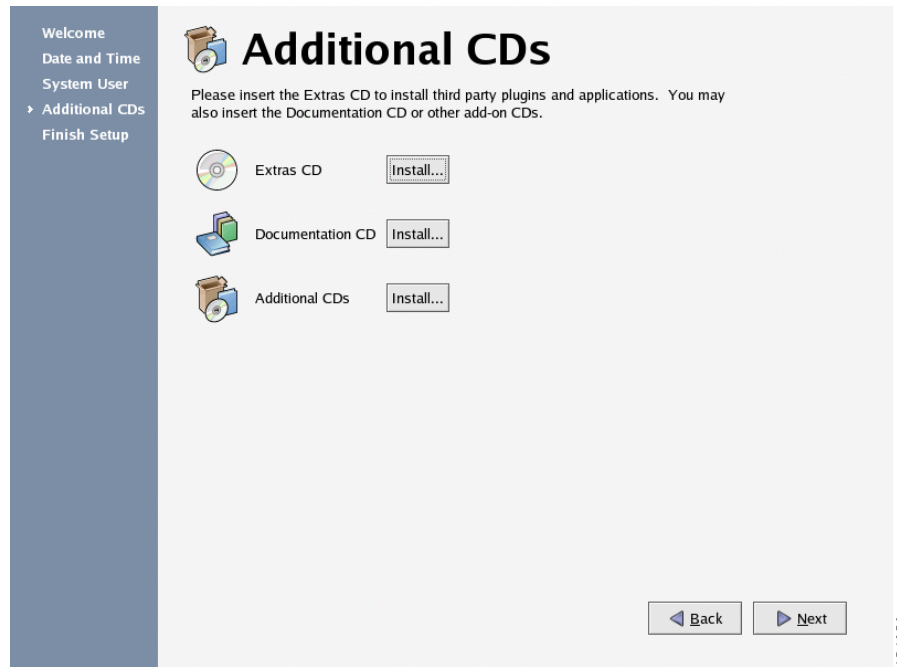 Welcome
Date and Time
System User
Additional CDs
Finish Setup
Additional CDs
Please insert the Extras CD to install third party plugins and applications. You may
also insert the Documentation CD or other add-on CDs.
Extras CD Install...
Documentation CD Install...
Additional CDs Install...
Back Next